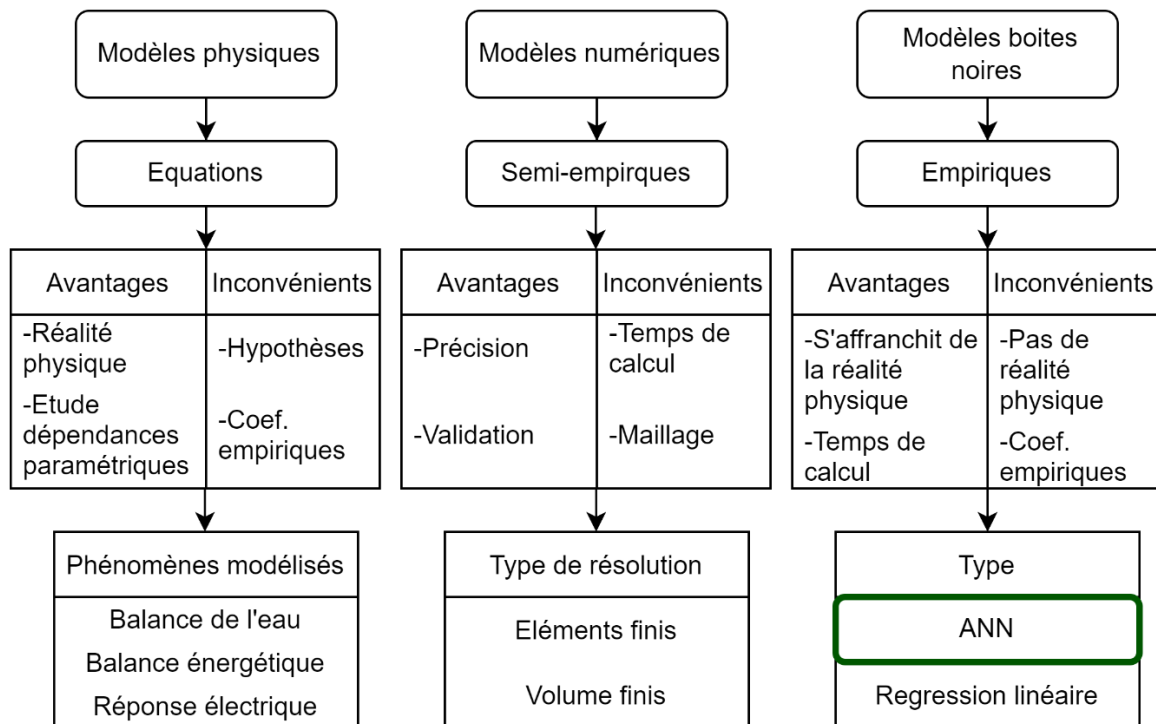 Modèles physiques
Equations
Avantages
Inconvénients
-Réalité
physique
-Etude
dépendances
paramétriques
-Hypothèses
-Coef.
empiriques
Phénomènes modélisés
Balance de l'eau
Balance énergétique
Réponse électrique
Modèles numériques
Semi-empirques
Avantages
Inconvénients
-Précision
-Validation
-Temps de
calcul
-Maillage
Type de résolution
Eléments finis
Volume finis
Modèles boites
noires
Empiriques
Avantages
Inconvénients
-S'affranchit de
la réalité
physique
-Temps de
calcul
-Pas de
réalité
physique
-Coef.
empiriques
Type
ANN
Regression linéaire